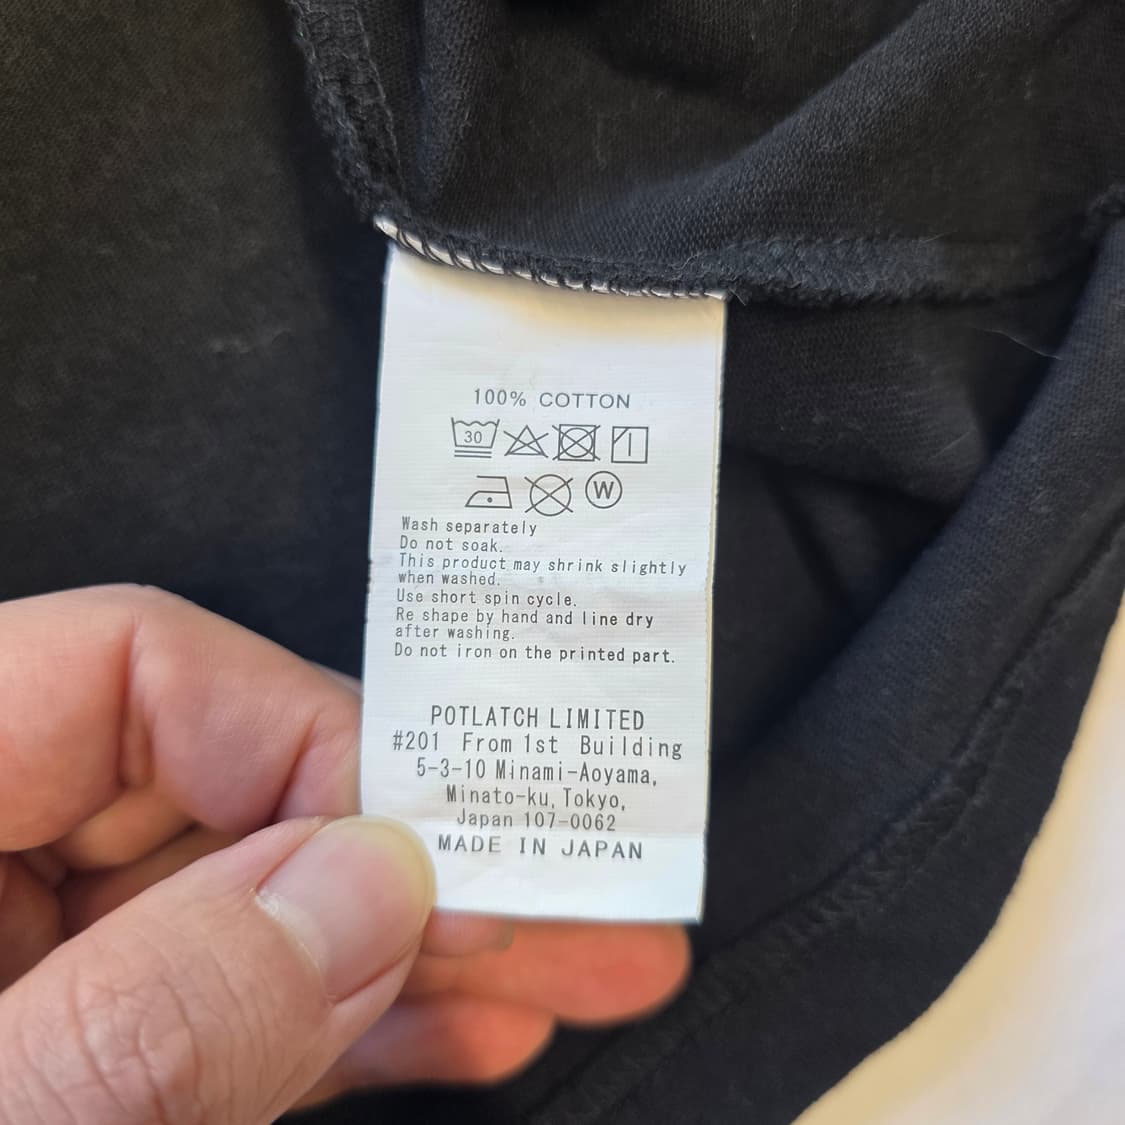 100% COTTON
30
W
Wash separately
Do not soak.
This product may shrink slightly
when washed.
Use short spin cycle.
Re shape by hand and line dry
after washing.
Do not iron on the printed part.
POTLATCH LIMITED
#201 From 1st Building
5-3-10 Minami-Aoyama,
Minato-ku, Tokyo,
Japan 107-0062
MADE IN JAPAN